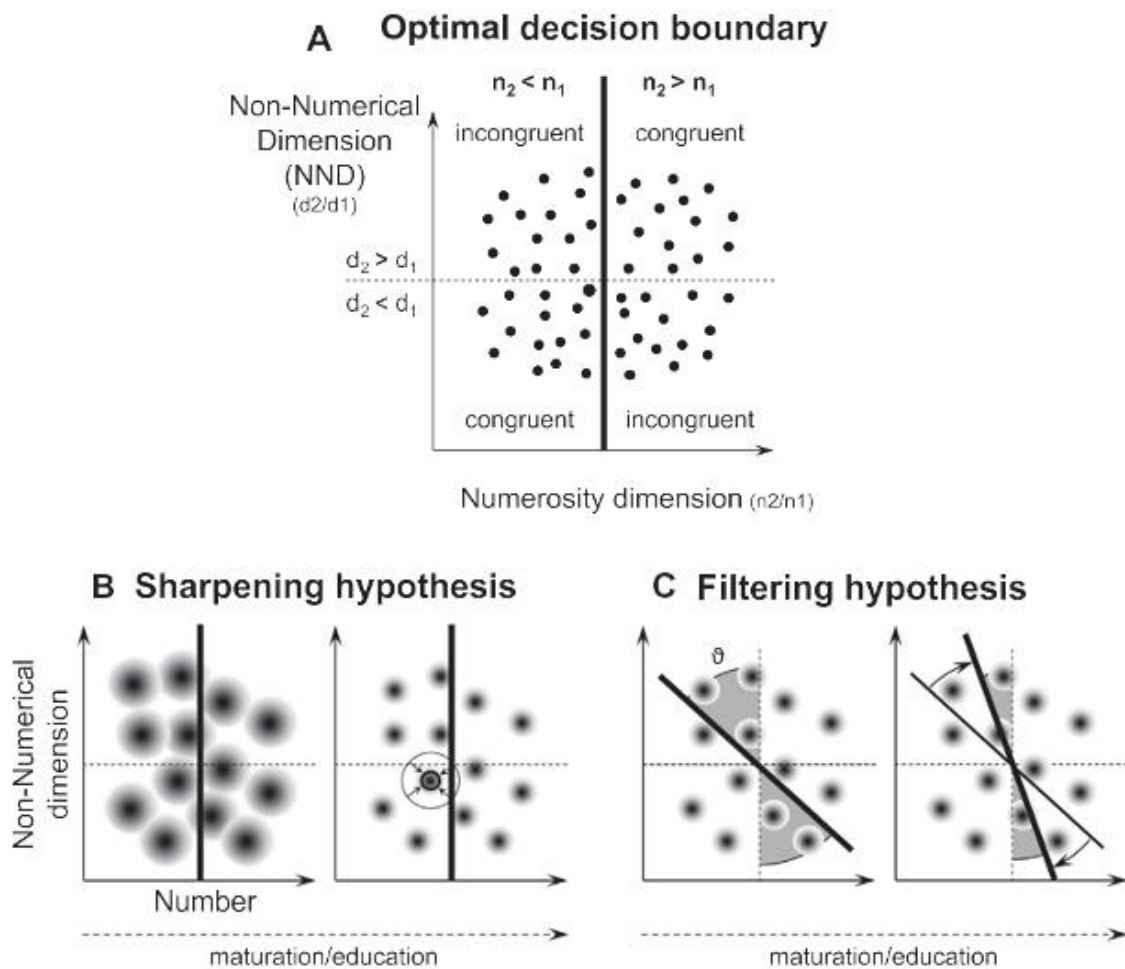 A Optimal decision boundary
n₂ < n₁ n₂ > n₁
Non-Numerical
Dimension
(NND)
(d2/d1)
incongruent congruent
d₂ > d₁
d₂ < d₁
congruent incongruent
Numerosity dimension (n2/n1)
B Sharpening hypothesis
C Filtering hypothesis
Non-Numerical
dimension
ϑ
Number
maturation/education
maturation/education